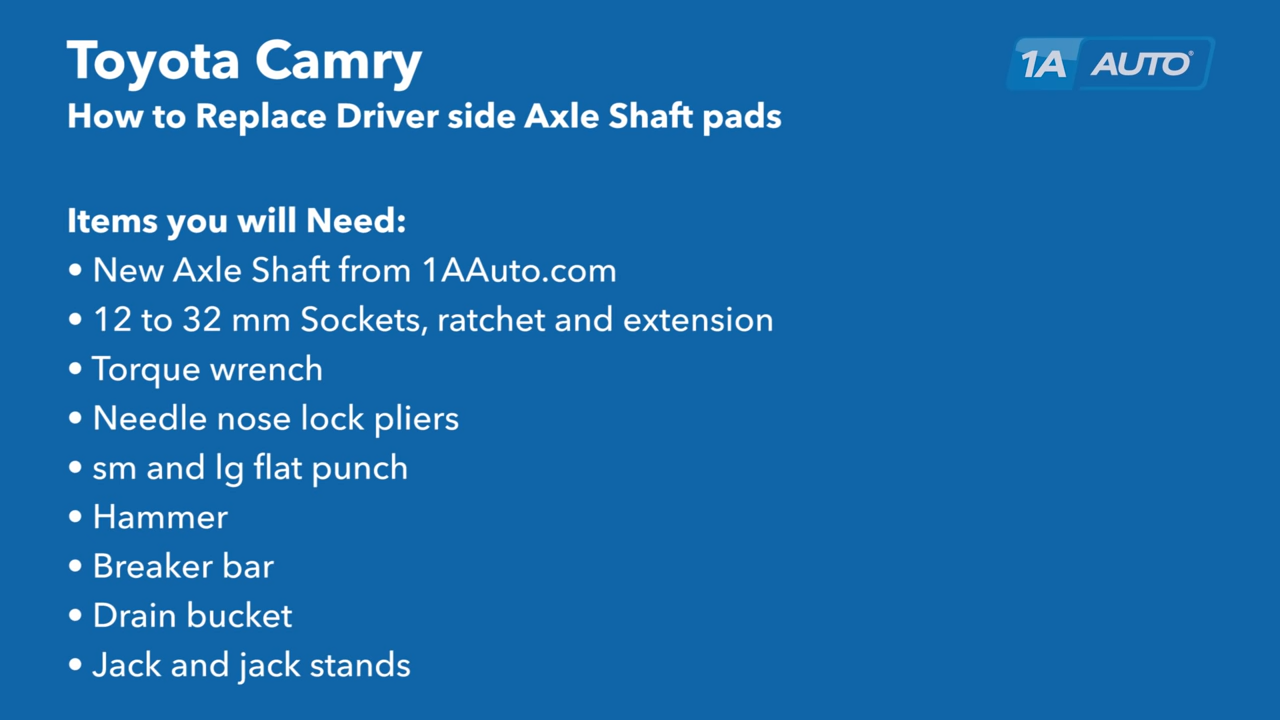 Toyota Camry
1A AUTO®
How to Replace Driver side Axle Shaft pads
Items you will Need:
• New Axle Shaft from 1AAuto.com
• 12 to 32 mm Sockets, ratchet and extension
• Torque wrench
• Needle nose lock pliers
• sm and lg flat punch
• Hammer
• Breaker bar
• Drain bucket
• Jack and jack stands